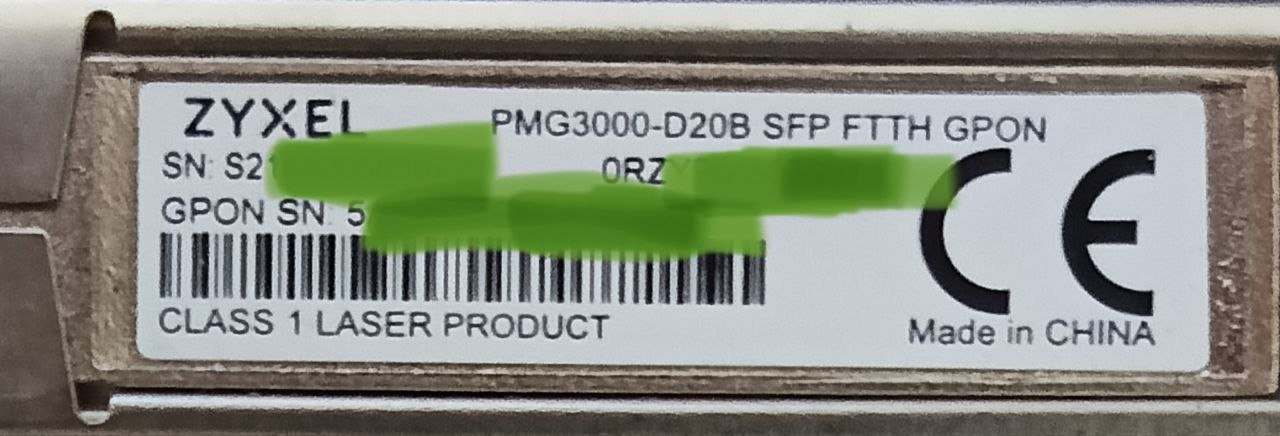 ZYXEL PMG3000-D20B SFP FTTH GPON
SN: S2 0RZ
GPON SN: 5
CE
CLASS 1 LASER PRODUCT
Made in CHINA